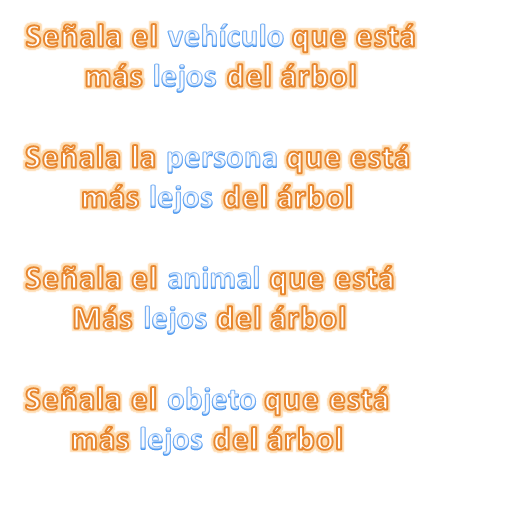 Señala el vehículo que está
más lejos del árbol
Señala la persona que está
más lejos del árbol
Señala el animal que está
Más lejos del árbol
Señala el objeto que está
más lejos del árbol